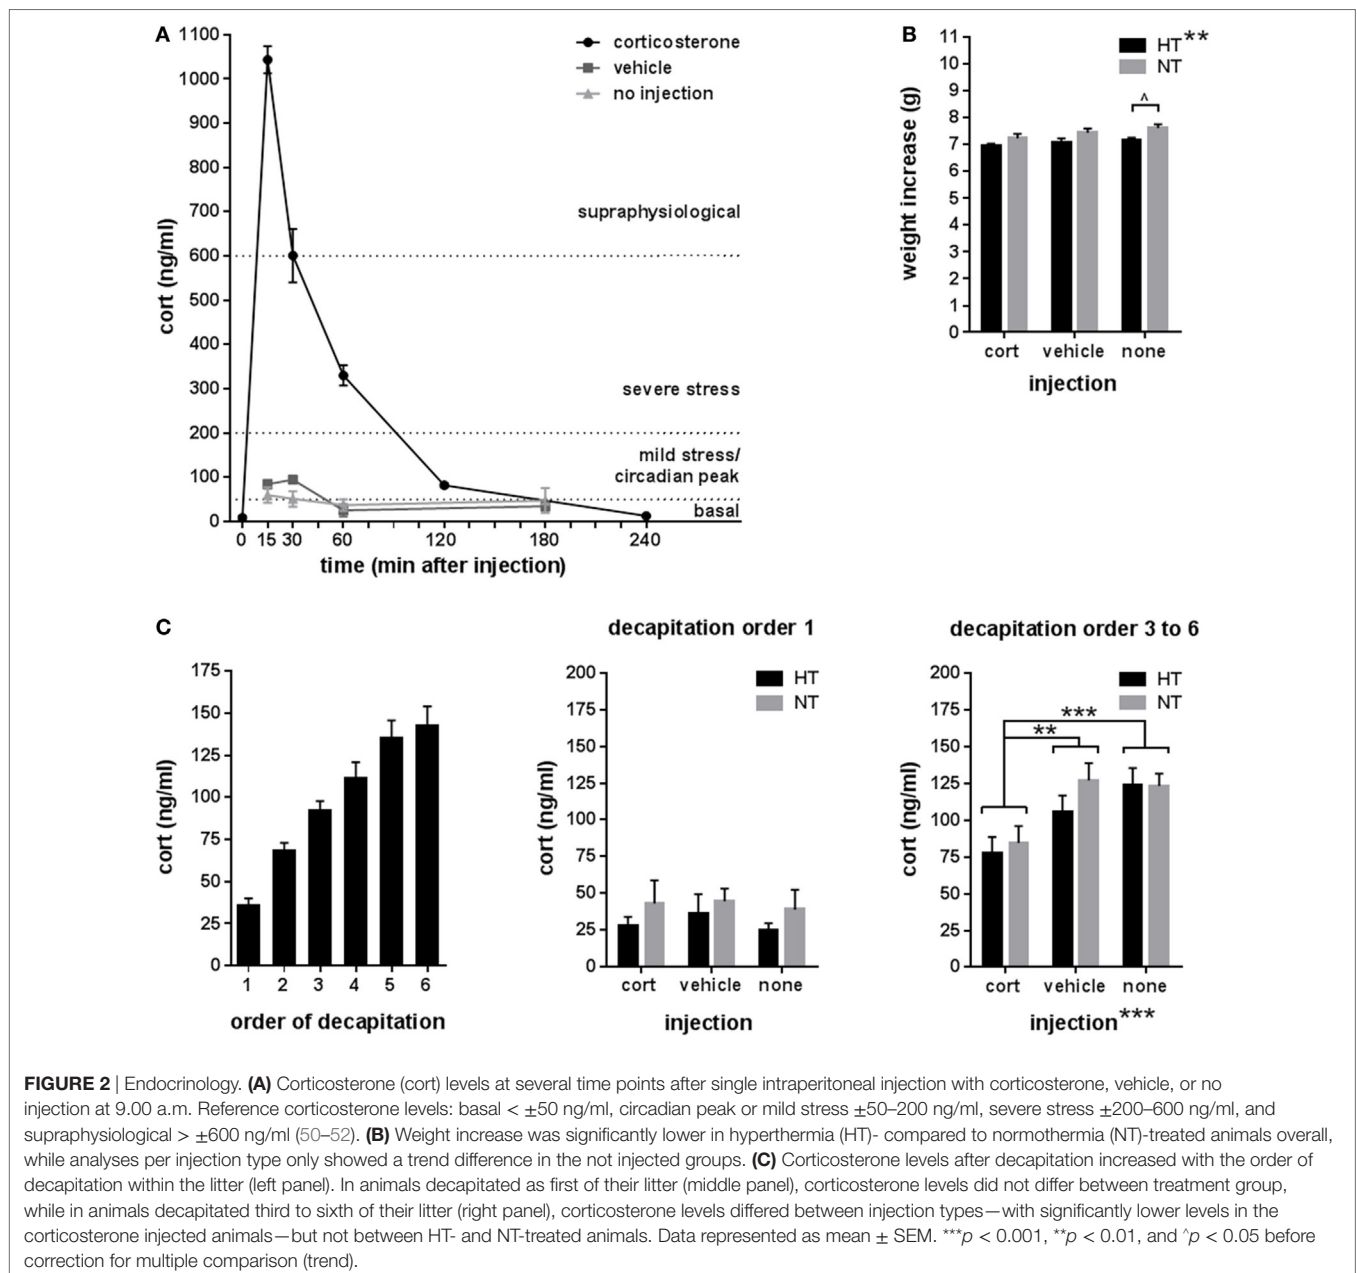 A
1100
1000
900
800
700
600
500
400
300
200
100
0
cort (ng/ml)
corticosterone
vehicle
no injection
supraphysiological
severe stress
mild stress/
circadian peak
basal
0 15 30 60 120 180 240
time (min after injection)
B
11
10
9
8
7
6
5
4
3
2
1
0
weight increase (g)
HT**
NT
^
cort vehicle none
injection
C
175
150
125
100
75
50
25
0
cort (ng/ml)
1 2 3 4 5 6
order of decapitation
decapitation order 1
200
175
150
125
100
75
50
25
0
cort (ng/ml)
HT
NT
cort vehicle none
injection
decapitation order 3 to 6
200
175
150
125
100
75
50
25
0
cort (ng/ml)
HT
NT
***
**
cort vehicle none
injection***
FIGURE 2 | Endocrinology. (A) Corticosterone (cort) levels at several time points after single intraperitoneal injection with corticosterone, vehicle, or no
injection at 9.00 a.m. Reference corticosterone levels: basal < ±50 ng/ml, circadian peak or mild stress ±50–200 ng/ml, severe stress ±200–600 ng/ml, and
supraphysiological > ±600 ng/ml (50–52). (B) Weight increase was significantly lower in hyperthermia (HT)- compared to normothermia (NT)-treated animals overall,
while analyses per injection type only showed a trend difference in the not injected groups. (C) Corticosterone levels after decapitation increased with the order of
decapitation within the litter (left panel). In animals decapitated as first of their litter (middle panel), corticosterone levels did not differ between treatment group,
while in animals decapitated third to sixth of their litter (right panel), corticosterone levels differed between injection types—with significantly lower levels in the
corticosterone injected animals—but not between HT- and NT-treated animals. Data represented as mean ± SEM. ***p < 0.001, **p < 0.01, and ^p < 0.05 before
correction for multiple comparison (trend).